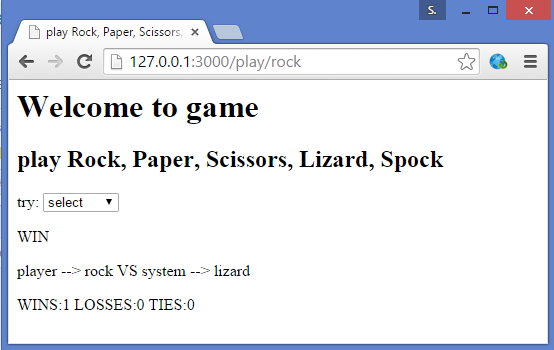 S.
play Rock, Paper, Scissors,
127.0.0.1:3000/play/rock
Welcome to game
play Rock, Paper, Scissors, Lizard, Spock
try: select
WIN
player --> rock VS system --> lizard
WINS:1 LOSSES:0 TIES:0